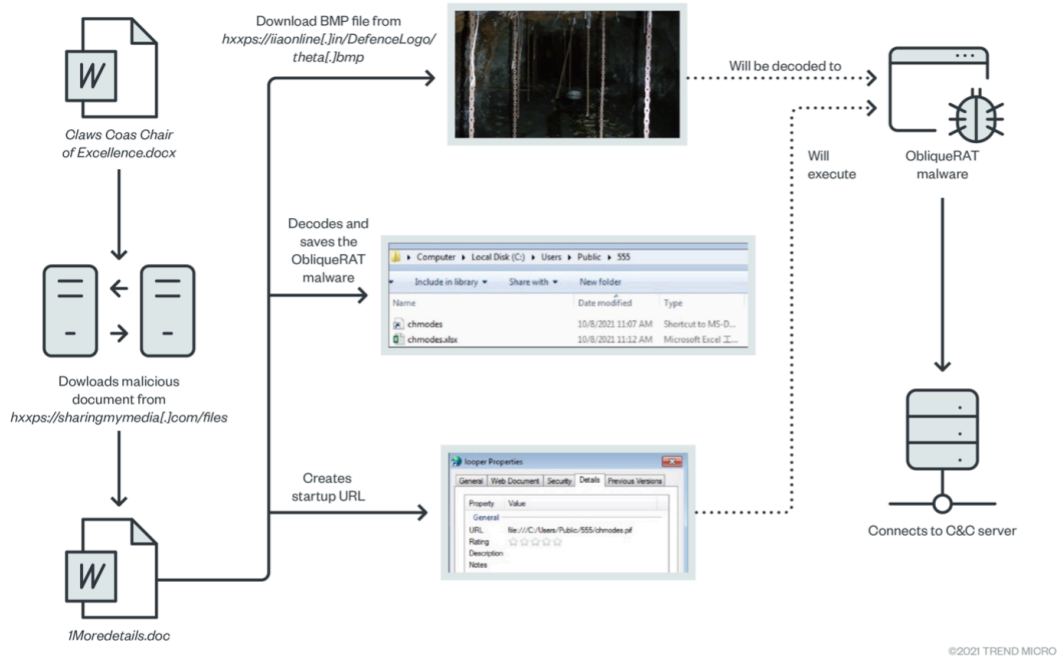 Claws Coas Chair
of Excellence.docx
Dowloads malicious
document from
hxxps://sharingmymedia[.]com/files
1Moredetails.doc
Download BMP file from
hxxps://iiaonline[.]in/DefenceLogo/
theta[.]bmp
Decodes and
saves the
ObliqueRAT
malware
Computer Local Disk (C:) Users Public 555
Include in library Share with New folder
Name Date modified Type
chmodes 10/8/2021 11:07 AM Shortcut to MS-D...
chmodes.xlsx 10/8/2021 11:12 AM Microsoft Excel エ...
Creates
startup URL
looper Properties
General Web Document Security Details Previous Versions
Property Value
General
URL file:///C:/Users/Public/555/chmodes.pif
Rating
Description
Notes
Will be decoded to
Will
execute
ObliqueRAT
malware
Connects to C&C server
©2021 TREND MICRO
W
W